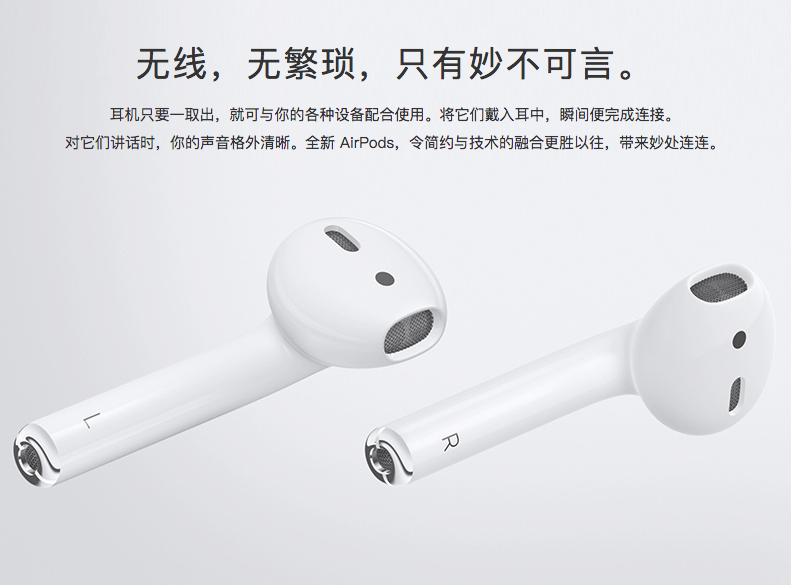 无线，无繁琐，只有妙不可言。
耳机只要一取出，就可与你的各种设备配合使用。将它们戴入耳中，瞬间便完成连接。
对它们讲话时，你的声音格外清晰。全新 AirPods，令简约与技术的融合更胜以往，带来妙处连连。
L
R